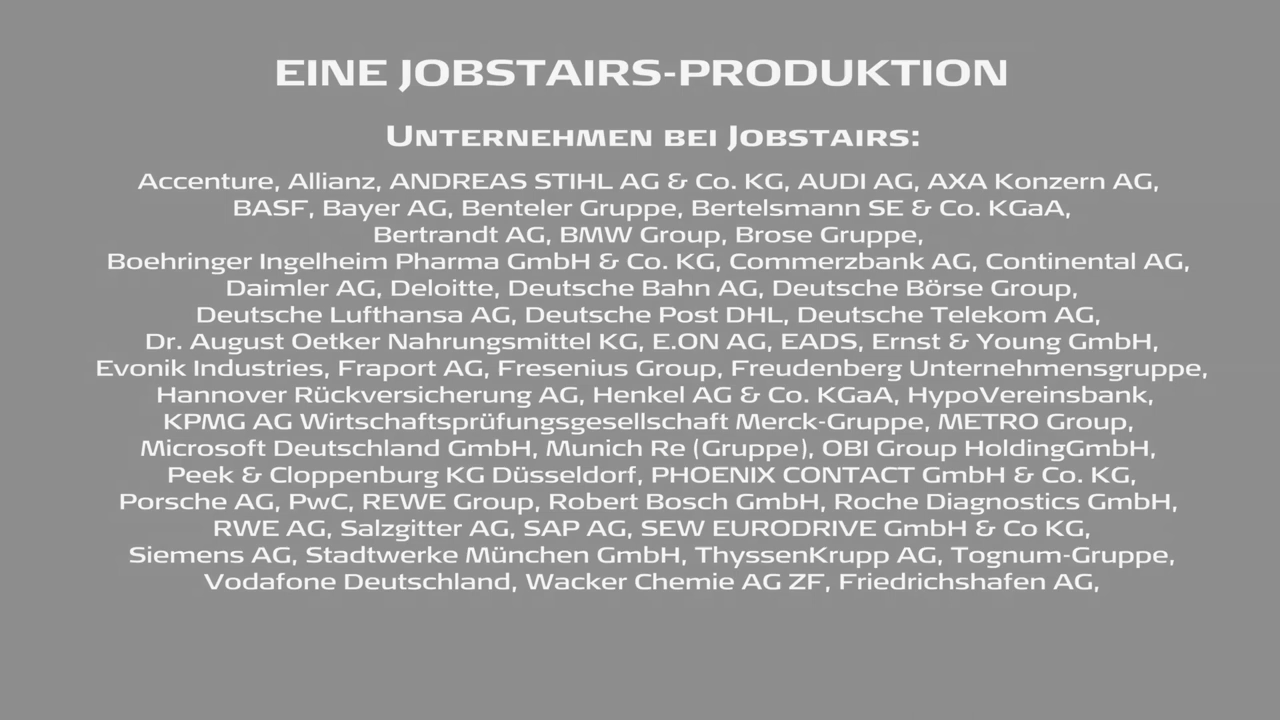 EINE JOBSTAIRS-PRODUKTION
UNTERNEHMEN BEI JOBSTAIRS:
Accenture, Allianz, ANDREAS STIHL AG & Co. KG, AUDI AG, AXA Konzern AG,
BASF, Bayer AG, Benteler Gruppe, Bertelsmann SE & Co. KGaA,
Bertrandt AG, BMW Group, Brose Gruppe,
Boehringer Ingelheim Pharma GmbH & Co. KG, Commerzbank AG, Continental AG,
Daimler AG, Deloitte, Deutsche Bahn AG, Deutsche Börse Group,
Deutsche Lufthansa AG, Deutsche Post DHL, Deutsche Telekom AG,
Dr. August Oetker Nahrungsmittel KG, E.ON AG, EADS, Ernst & Young GmbH,
Evonik Industries, Fraport AG, Fresenius Group, Freudenberg Unternehmensgruppe,
Hannover Rückversicherung AG, Henkel AG & Co. KGaA, HypoVereinsbank,
KPMG AG Wirtschaftsprüfungsgesellschaft Merck-Gruppe, METRO Group,
Microsoft Deutschland GmbH, Munich Re (Gruppe), OBI Group HoldingGmbH,
Peek & Cloppenburg KG Düsseldorf, PHOENIX CONTACT GmbH & Co. KG,
Porsche AG, PwC, REWE Group, Robert Bosch GmbH, Roche Diagnostics GmbH,
RWE AG, Salzgitter AG, SAP AG, SEW EURODRIVE GmbH & Co KG,
Siemens AG, Stadtwerke München GmbH, ThyssenKrupp AG, Tognum-Gruppe,
Vodafone Deutschland, Wacker Chemie AG ZF, Friedrichshafen AG,